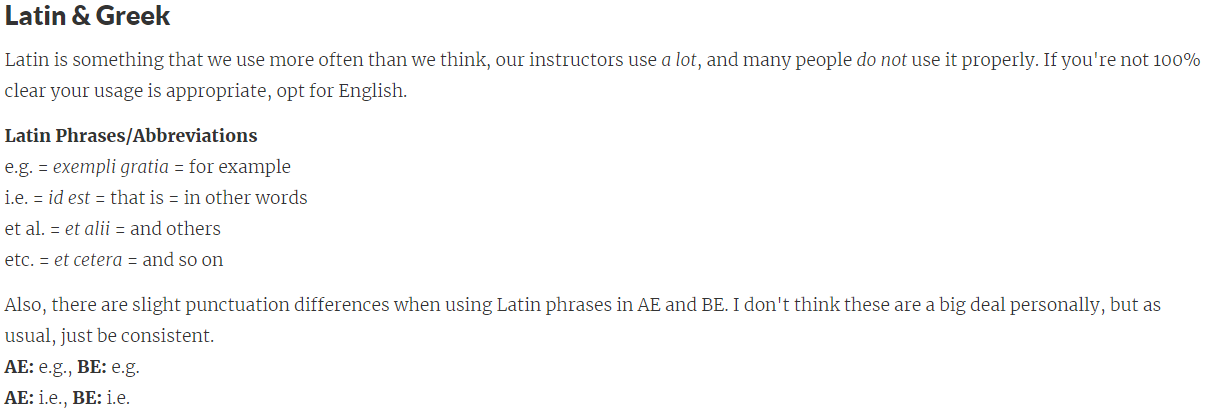 Latin & Greek
Latin is something that we use more often than we think, our instructors use a lot, and many people do not use it properly. If you're not 100%
clear your usage is appropriate, opt for English.
Latin Phrases/Abbreviations
e.g. = exempli gratia = for example
i.e. = id est = that is = in other words
et al. = et alii = and others
etc. = et cetera = and so on
Also, there are slight punctuation differences when using Latin phrases in AE and BE. I don't think these are a big deal personally, but as
usual, just be consistent.
AE: e.g., BE: e.g.
AE: i.e., BE: i.e.